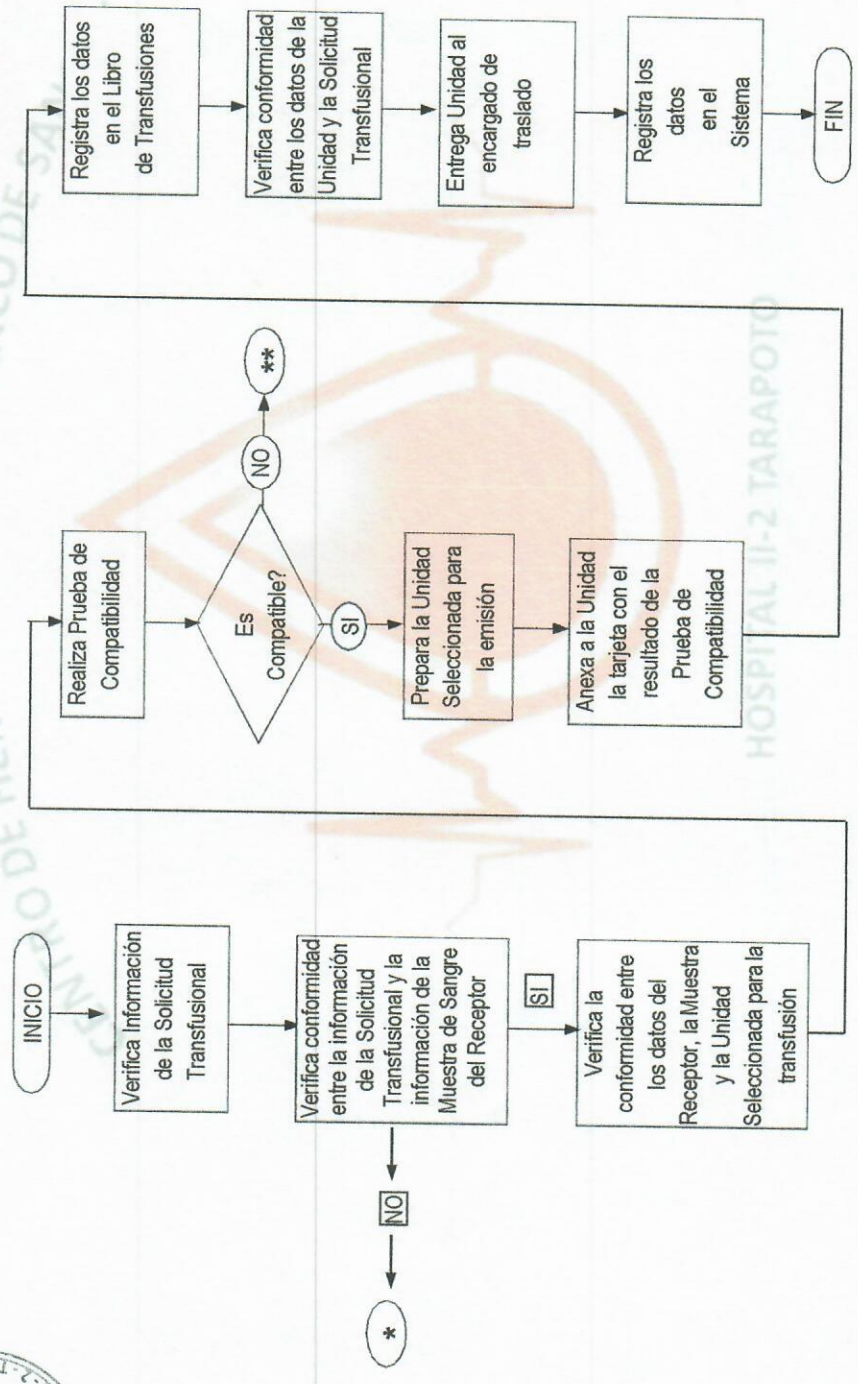 INICIO
Verifica Información
de la Solicitud
Transfusional
Verifica conformidad
entre la información
de la Solicitud
Transfusional y la
información de la
Muestra de Sangre
del Receptor
NO
*
SI
Verifica la
conformidad entre
los datos del
Receptor, la Muestra
y la Unidad
Seleccionada para la
transfusión
Realiza Prueba de
Compatibilidad
Es
Compatible?
NO
**
SI
Prepara la Unidad
Seleccionada para
la emisión
Anexa a la Unidad
la tarjeta con el
resultado de la
Prueba de
Compatibilidad
Registra los datos
en el Libro
de Transfusiones
Verifica conformidad
entre los datos de la
Unidad y la Solicitud
Transfusional
Entrega Unidad al
encargado de
traslado
Registra los
datos
en el
Sistema
FIN
CENTRO DE
DE
HOSPITAL II-2 TARAPOTO